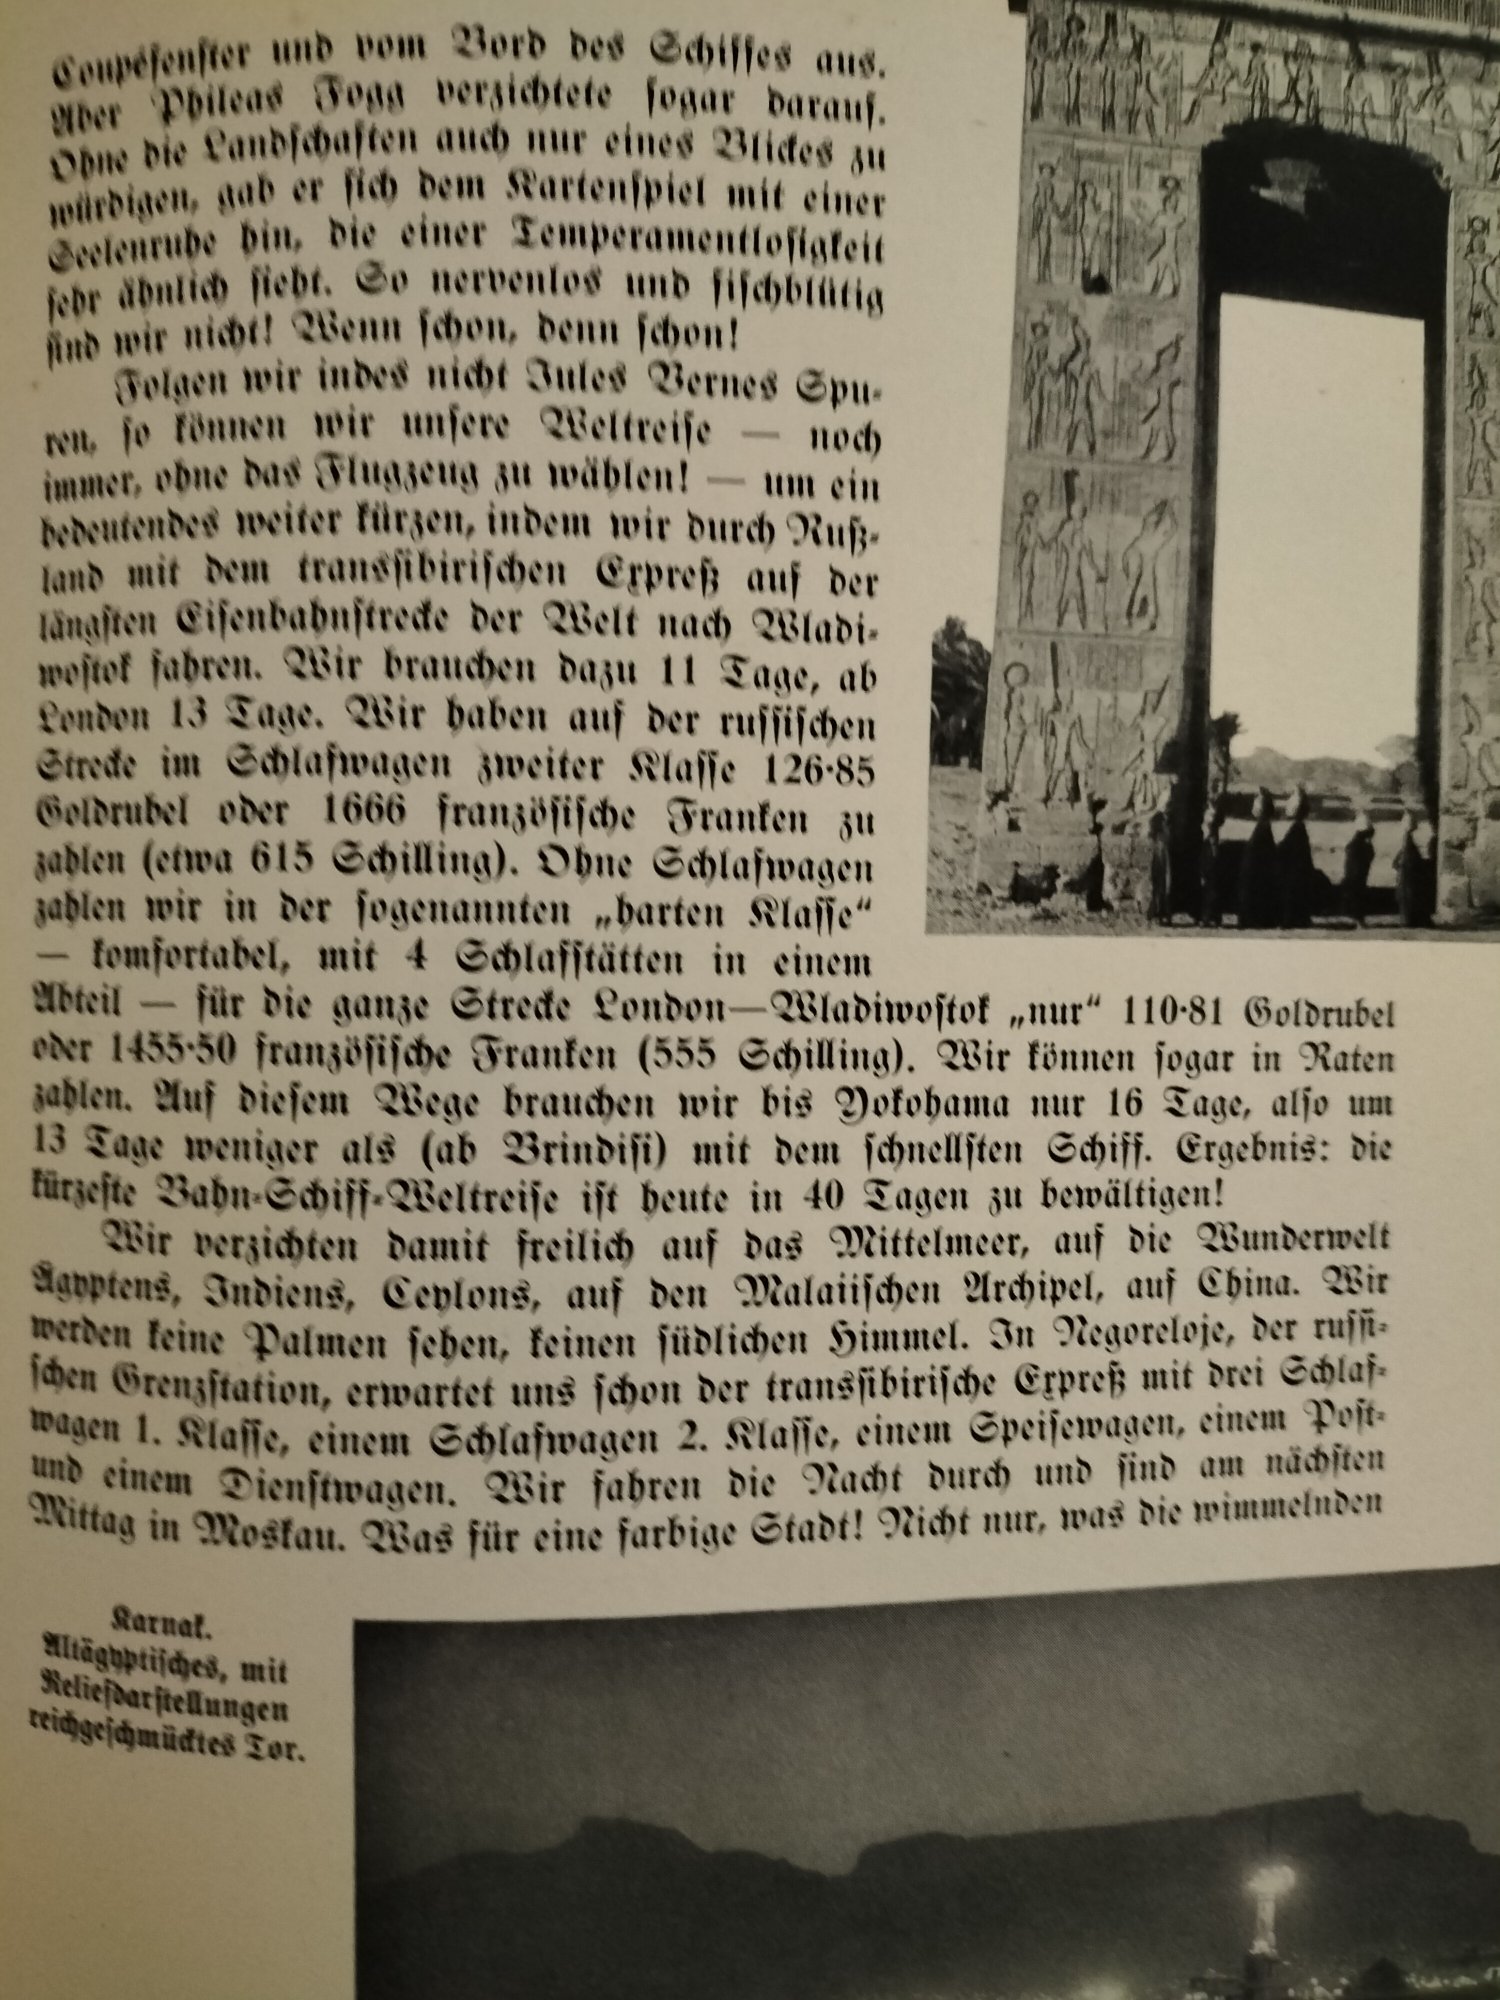 Coupéfenster und vom Bord des Schiffes aus.
Aber Phileas Fogg verzichtete sogar darauf.
Ohne die Landschaften auch nur eines Blickes zu
würdigen, gab er sich dem Kartenspiel mit einer
Seelenruhe hin, die einer Temperamentlosigkeit
sehr ähnlich sieht. So nervenlos und fischblütig
sind wir nicht! Wenn schon, denn schon!
Folgen wir indes nicht Jules Vernes Spu-
ren, so können wir unsere Weltreise — noch
immer, ohne das Flugzeug zu wählen! — um ein
bedeutendes weiter kürzen, indem wir durch Ruß-
land mit dem transsibirischen Expreß auf der
längsten Eisenbahnstrecke der Welt nach Wladi-
wostok fahren. Wir brauchen dazu 11 Tage, ab
London 13 Tage. Wir haben auf der russischen
Strecke im Schlafwagen zweiter Klasse 126·85
Goldrubel oder 1666 französische Franken zu
zahlen (etwa 615 Schilling). Ohne Schlafwagen
zahlen wir in der sogenannten „harten Klasse“
— komfortabel, mit 4 Schlafstätten in einem
Abteil — für die ganze Strecke London—Wladiwostok „nur“ 110·81 Goldrubel
oder 1455·50 französische Franken (555 Schilling). Wir können sogar in Raten
zahlen. Auf diesem Wege brauchen wir bis Yokohama nur 16 Tage, also um
13 Tage weniger als (ab Brindisi) mit dem schnellsten Schiff. Ergebnis: die
kürzeste Bahn-Schiff-Weltreise ist heute in 40 Tagen zu bewältigen!
Wir verzichten damit freilich auf das Mittelmeer, auf die Wunderwelt
Ägyptens, Indiens, Ceylons, auf den Malaiischen Archipel, auf China. Wir
werden keine Palmen sehen, keinen südlichen Himmel. In Negoreloje, der russi-
schen Grenzstation, erwartet uns schon der transsibirische Expreß mit drei Schlaf-
wagen 1. Klasse, einem Schlafwagen 2. Klasse, einem Speisewagen, einem Post-
und einem Dienstwagen. Wir fahren die Nacht durch und sind am nächsten
Mittag in Moskau. Was für eine farbige Stadt! Nicht nur, was die wimmelnden
Karnak.
Altägyptisches, mit
Reliefdarstellungen
reichgeschmücktes Tor.